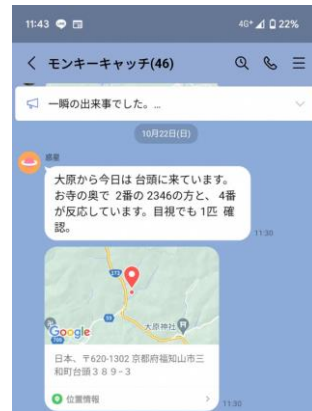 11:43
4G+ 22%
モンキーキャッチ(46)
一瞬の出来事でした。...
10月22日(日)
惑星
大原から今日は 台頭に来ています。
お寺の奥で 2番の 2346の方と、 4番
が反応しています。目視でも 1匹 確
認。
11:30
Google
大原神社
日本、〒620-1302 京都府福知山市三
和町台頭３８９−３
位置情報
11:30